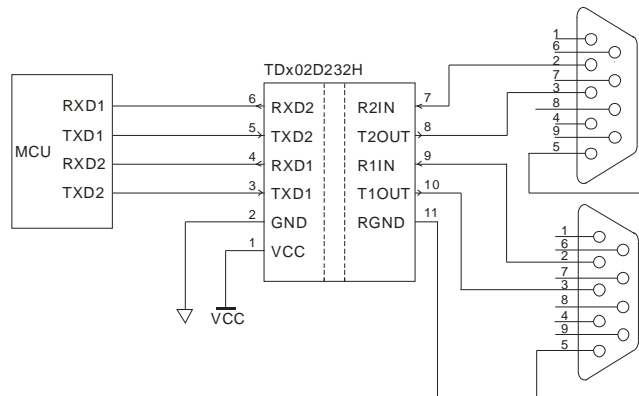 TDx02D232H
MCU
RXD1
TXD1
RXD2
TXD2
6
5
4
3
2
1
RXD2
TXD2
RXD1
TXD1
GND
VCC
R2IN
T2OUT
R1IN
T1OUT
RGND
7
8
9
10
11
VCC
1
6
2
7
3
8
4
9
5
1
6
2
7
3
8
4
9
5